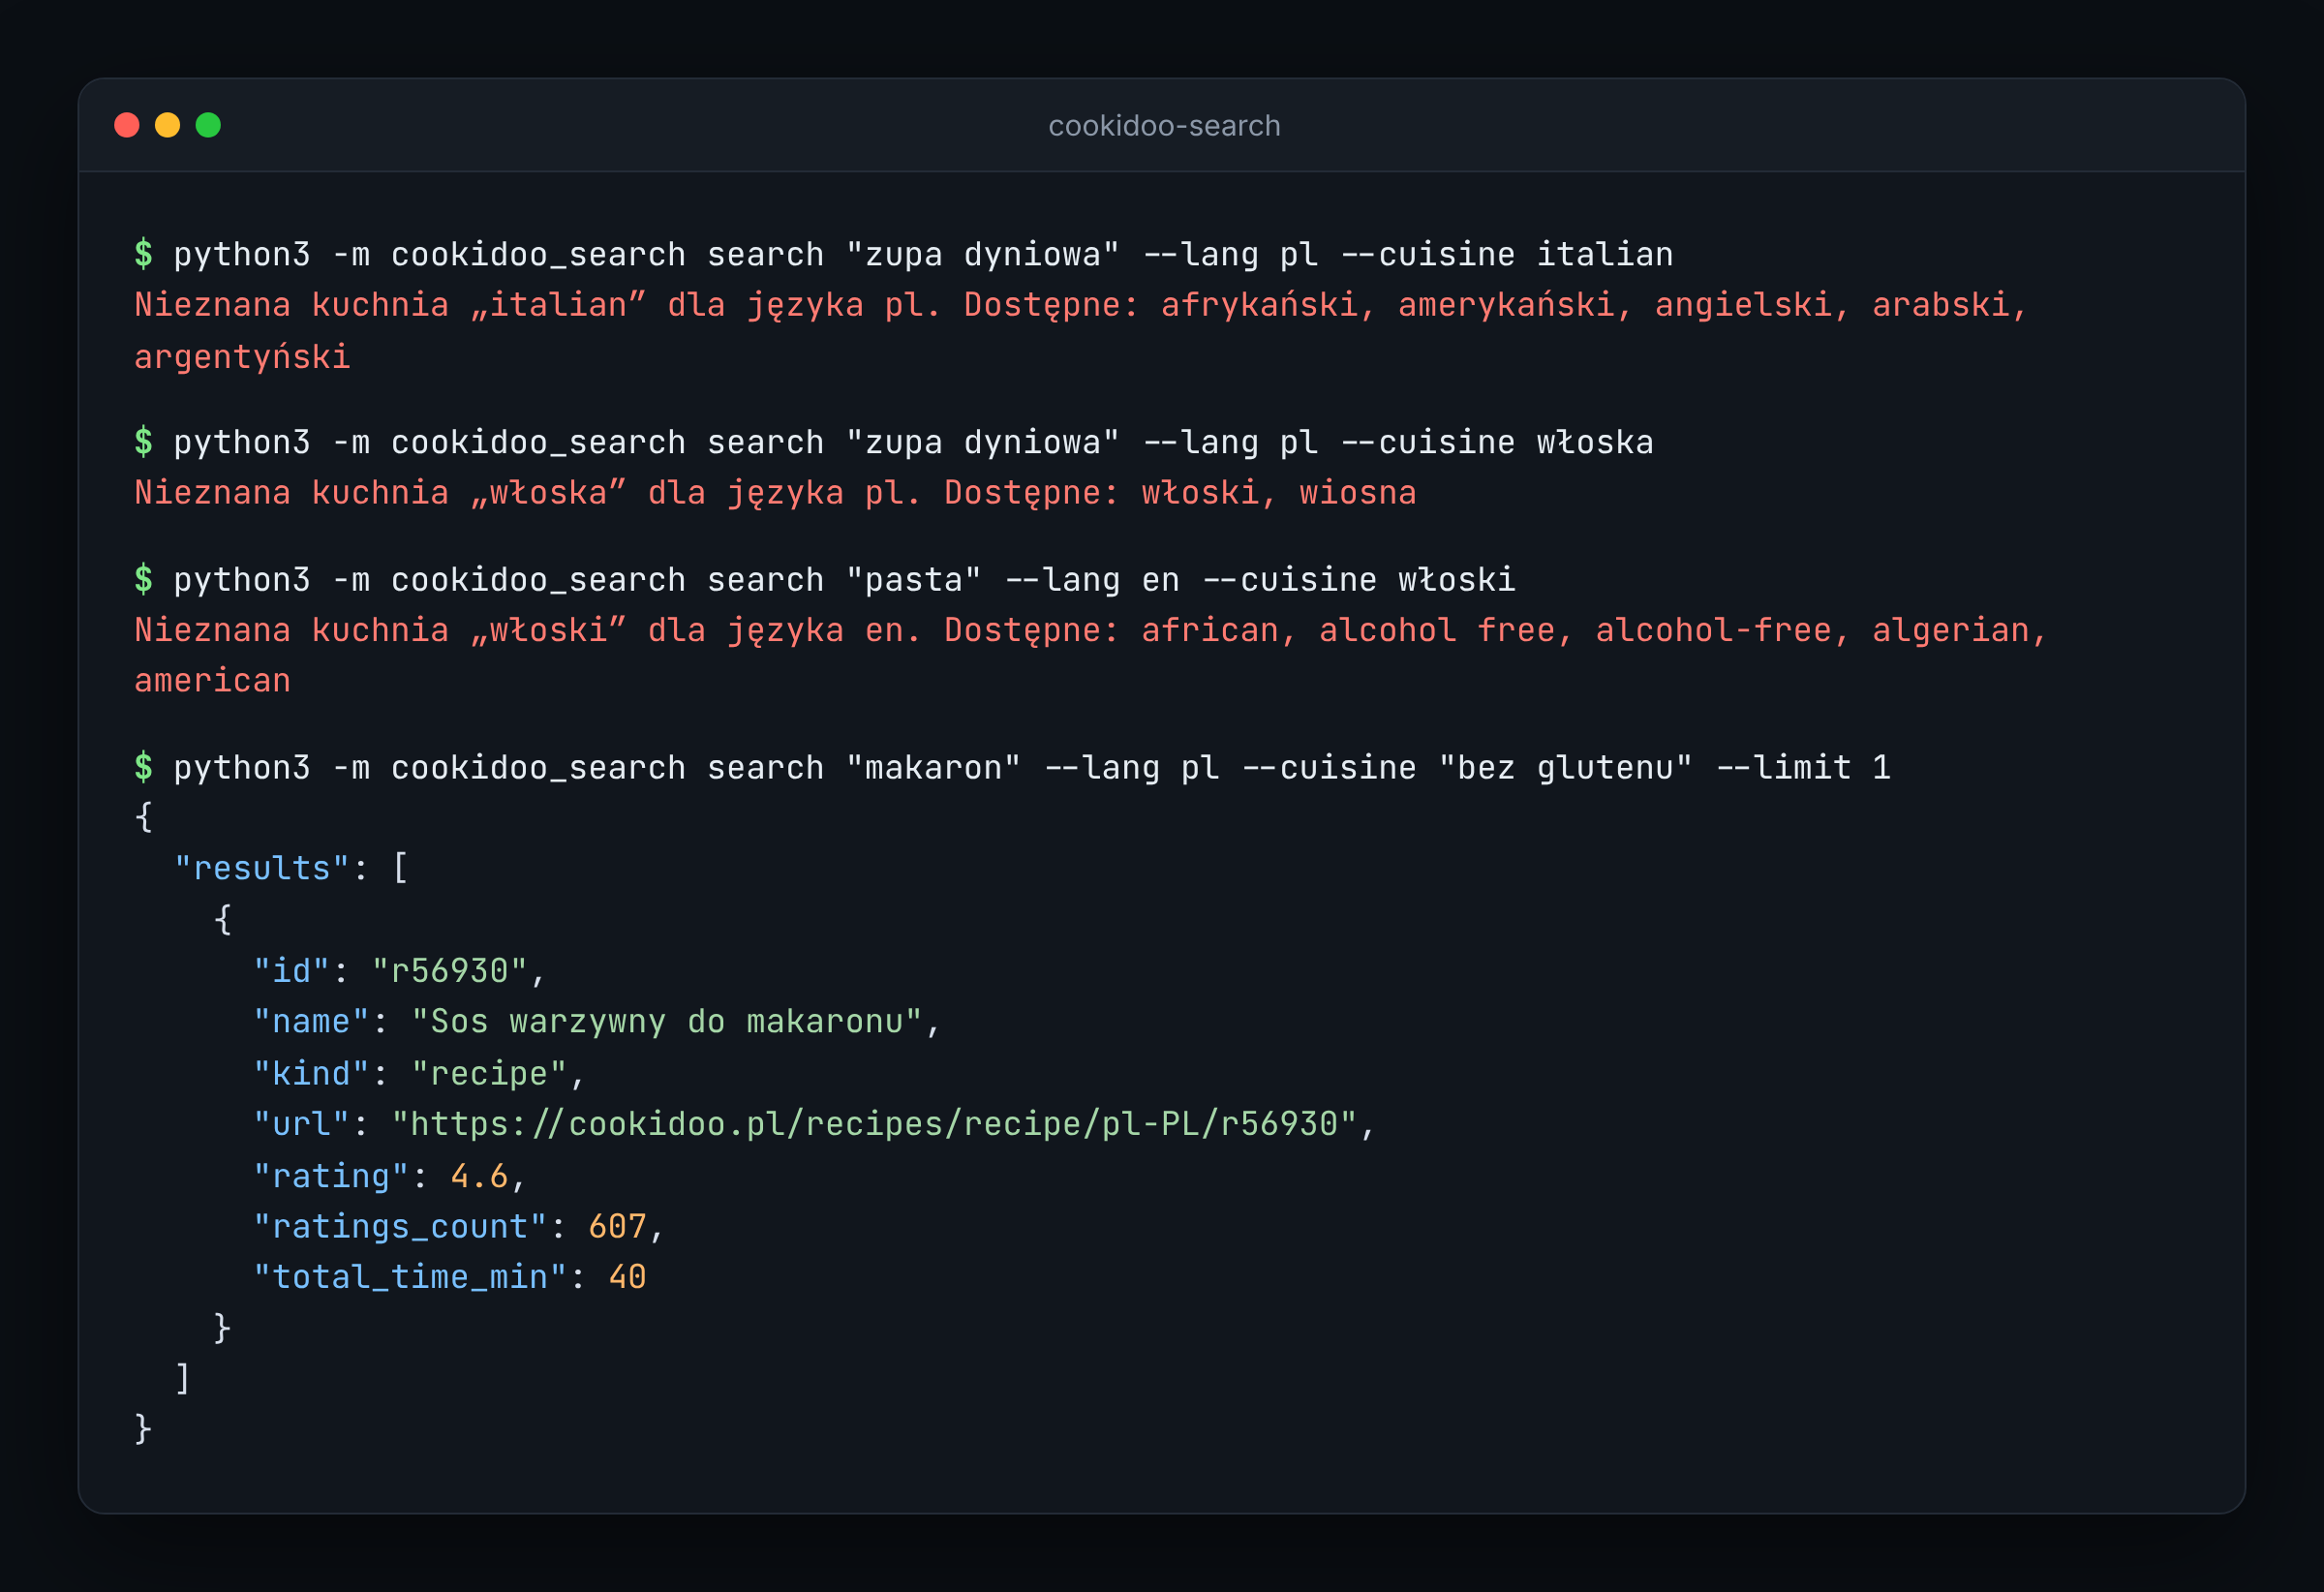 cookidoo-search
$ python3 -m cookidoo_search search "zupa dyniowa" --lang pl --cuisine italian
Nieznana kuchnia „italian” dla języka pl. Dostępne: afrykański, amerykański, angielski, arabski,
argentyński
$ python3 -m cookidoo_search search "zupa dyniowa" --lang pl --cuisine włoska
Nieznana kuchnia „włoska” dla języka pl. Dostępne: włoski, wiosna
$ python3 -m cookidoo_search search "pasta" --lang en --cuisine włoski
Nieznana kuchnia „włoski” dla języka en. Dostępne: african, alcohol free, alcohol-free, algerian,
american
$ python3 -m cookidoo_search search "makaron" --lang pl --cuisine "bez glutenu" --limit 1
{
  "results": [
    {
      "id": "r56930",
      "name": "Sos warzywny do makaronu",
      "kind": "recipe",
      "url": "https://cookidoo.pl/recipes/recipe/pl-PL/r56930",
      "rating": 4.6,
      "ratings_count": 607,
      "total_time_min": 40
    }
  ]
}